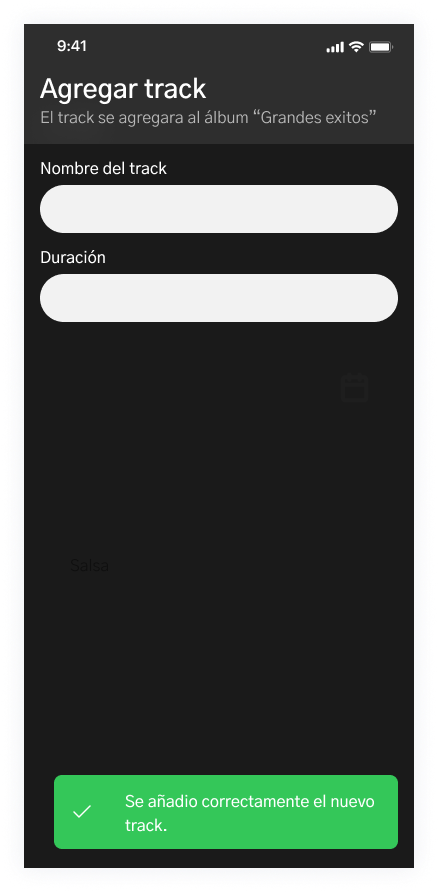 9:41
Agregar track
El track se agregara al álbum “Grandes exitos”
Nombre del track
Duración
Salsa
Se añadio correctamente el nuevo
track.